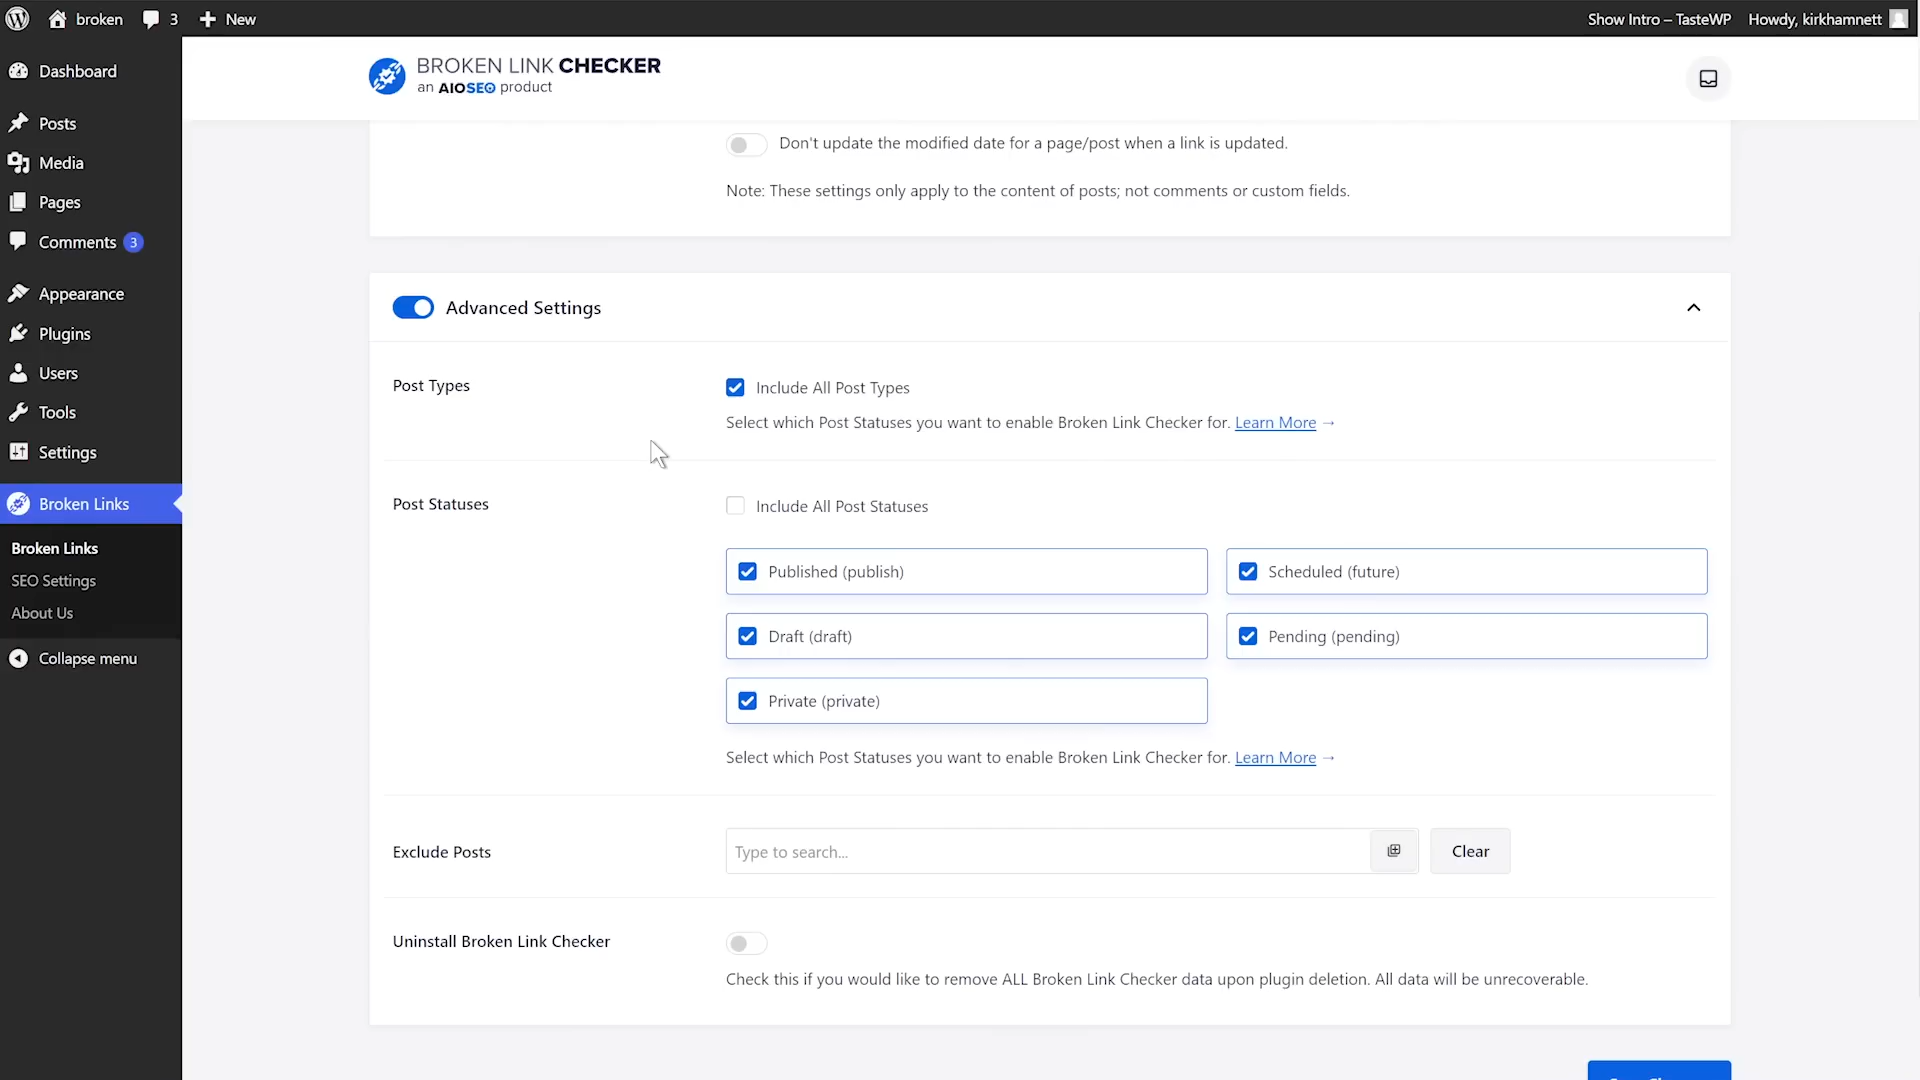 broken
3
New
Show Intro – TasteWP
Howdy, kirkhamnett
Dashboard
Posts
Media
Pages
Comments 3
Appearance
Plugins
Users
Tools
Settings
Broken Links
Broken Links
SEO Settings
About Us
Collapse menu
BROKEN LINK CHECKER
an AIOSEO product
Don't update the modified date for a page/post when a link is updated.
Note: These settings only apply to the content of posts; not comments or custom fields.
Advanced Settings
Post Types
Include All Post Types
Select which Post Statuses you want to enable Broken Link Checker for. Learn More →
Post Statuses
Include All Post Statuses
Published (publish)
Scheduled (future)
Draft (draft)
Pending (pending)
Private (private)
Select which Post Statuses you want to enable Broken Link Checker for. Learn More →
Exclude Posts
Type to search...
Clear
Uninstall Broken Link Checker
Check this if you would like to remove ALL Broken Link Checker data upon plugin deletion. All data will be unrecoverable.